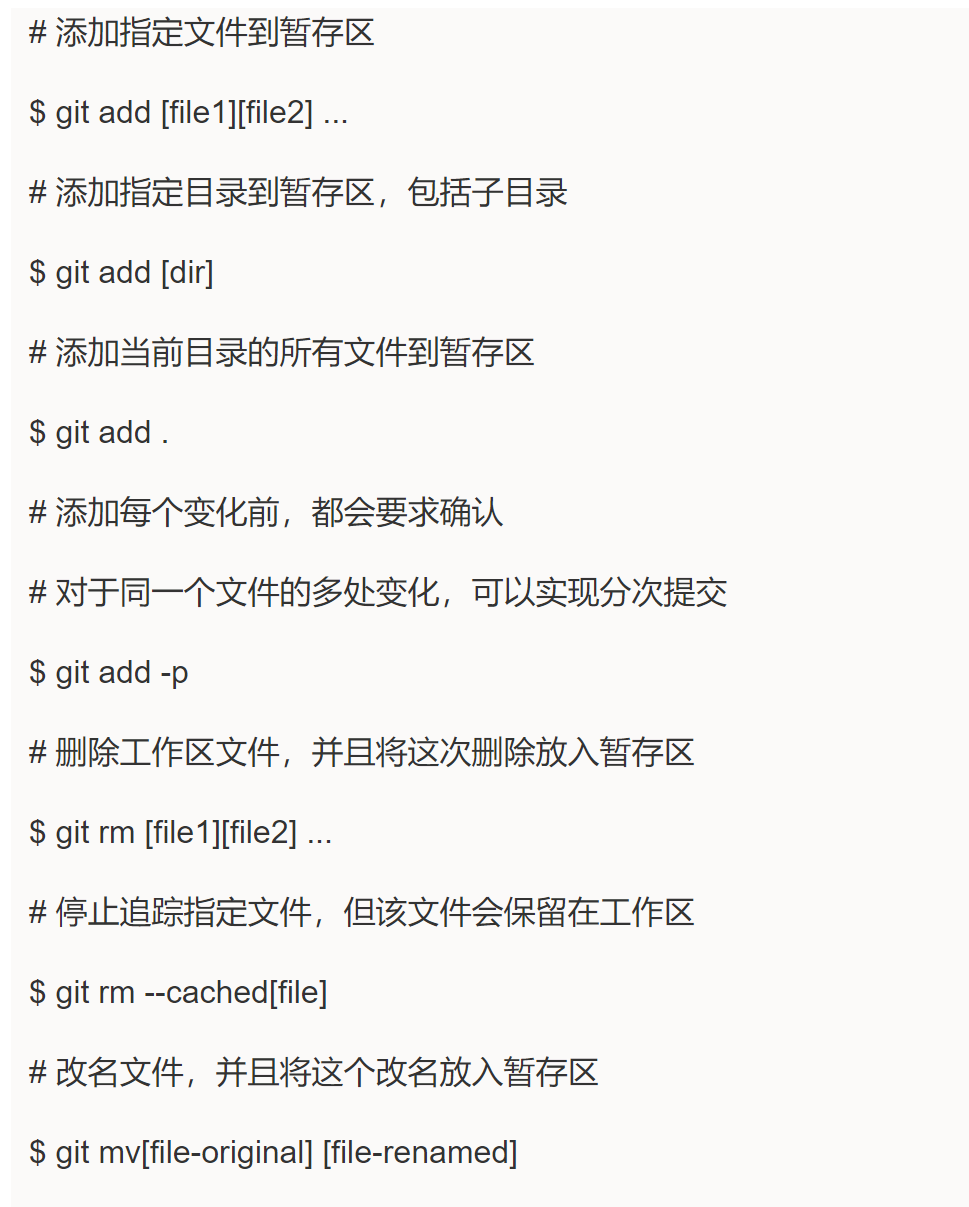 # 添加指定文件到暂存区
$ git add [file1][file2] ...
# 添加指定目录到暂存区，包括子目录
$ git add [dir]
# 添加当前目录的所有文件到暂存区
$ git add .
# 添加每个变化前，都会要求确认
# 对于同一个文件的多处变化，可以实现分次提交
$ git add -p
# 删除工作区文件，并且将这次删除放入暂存区
$ git rm [file1][file2] ...
# 停止追踪指定文件，但该文件会保留在工作区
$ git rm --cached[file]
# 改名文件，并且将这个改名放入暂存区
$ git mv[file-original] [file-renamed]